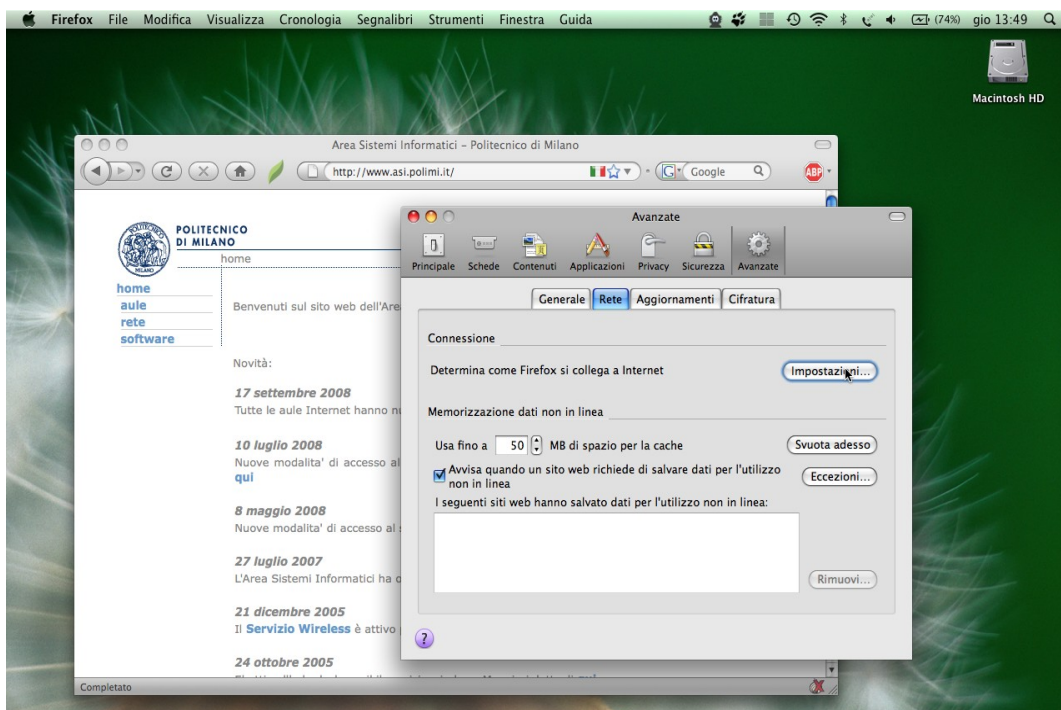 Firefox File Modifica Visualizza Cronologia Segnalibri Strumenti Finestra Guida (74%) gio 13:49
Macintosh HD
Area Sistemi Informatici – Politecnico di Milano
http://www.asi.polimi.it/ Google ABP
POLITECNICO
DI MILANO
home
home
aule
rete
software
Benvenuti sul sito web dell'Are
Novità:
17 settembre 2008
Tutte le aule Internet hanno
10 luglio 2008
Nuove modalita' di accesso al
qui
8 maggio 2008
Nuove modalita' di accesso al
27 luglio 2007
L'Area Sistemi Informatici ha
21 dicembre 2005
Il Servizio Wireless è attivo
24 ottobre 2005
Completato
Avanzate
Principale Schede Contenuti Applicazioni Privacy Sicurezza Avanzate
Generale Rete Aggiornamenti Cifratura
Connessione
Determina come Firefox si collega a Internet Impostazioni...
Memorizzazione dati non in linea
Usa fino a 50 MB di spazio per la cache Svuota adesso
Avvisa quando un sito web richiede di salvare dati per l'utilizzo
non in linea Eccezioni...
I seguenti siti web hanno salvato dati per l'utilizzo non in linea:
Rimuovi...
?